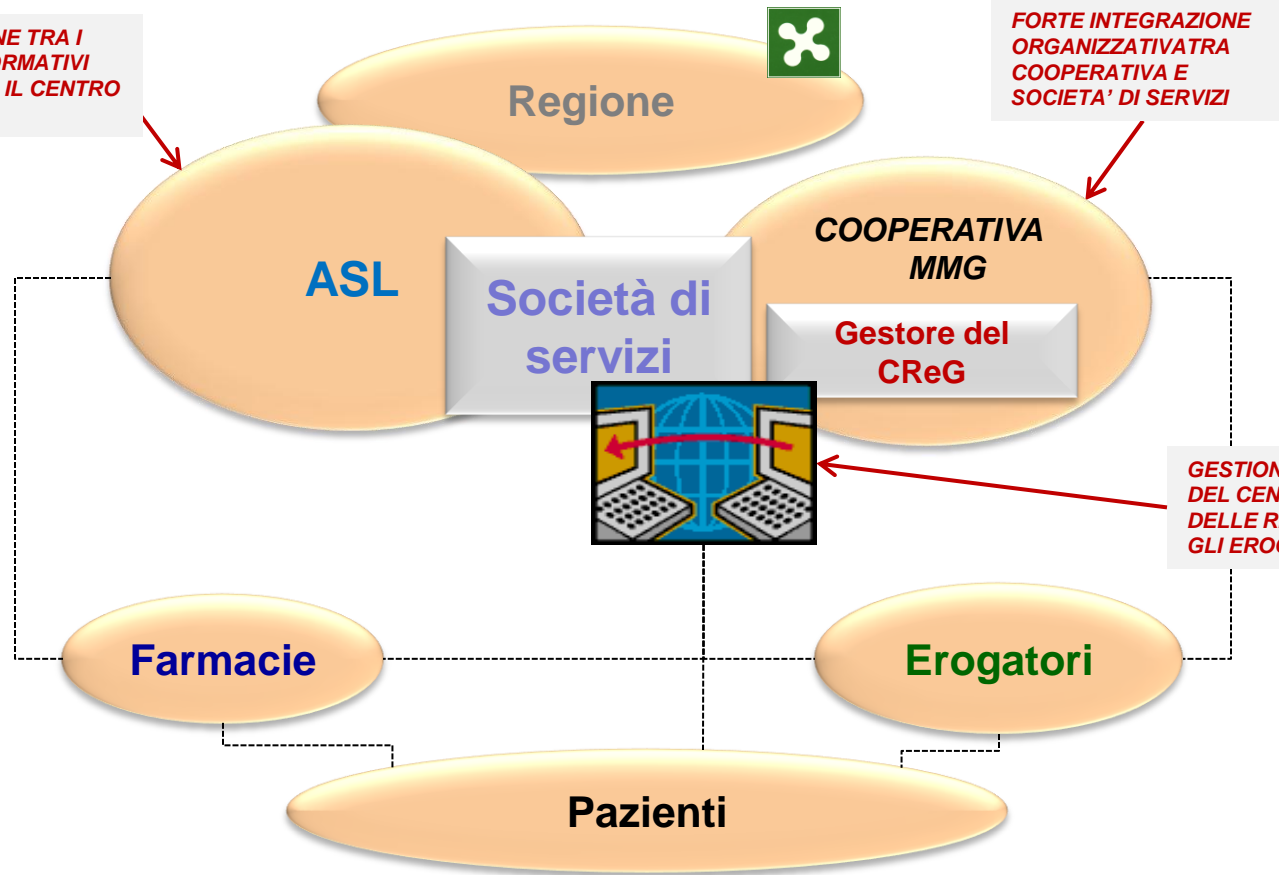 NE TRA I
ORMATIVI
IL CENTRO
FORTE INTEGRAZIONE
ORGANIZZATIVATRA
COOPERATIVA E
SOCIETA’ DI SERVIZI
Regione
ASL
COOPERATIVA
MMG
Società di
servizi
Gestore del
CReG
GESTION
DEL CEN
DELLE R
GLI EROG
Farmacie
Erogatori
Pazienti